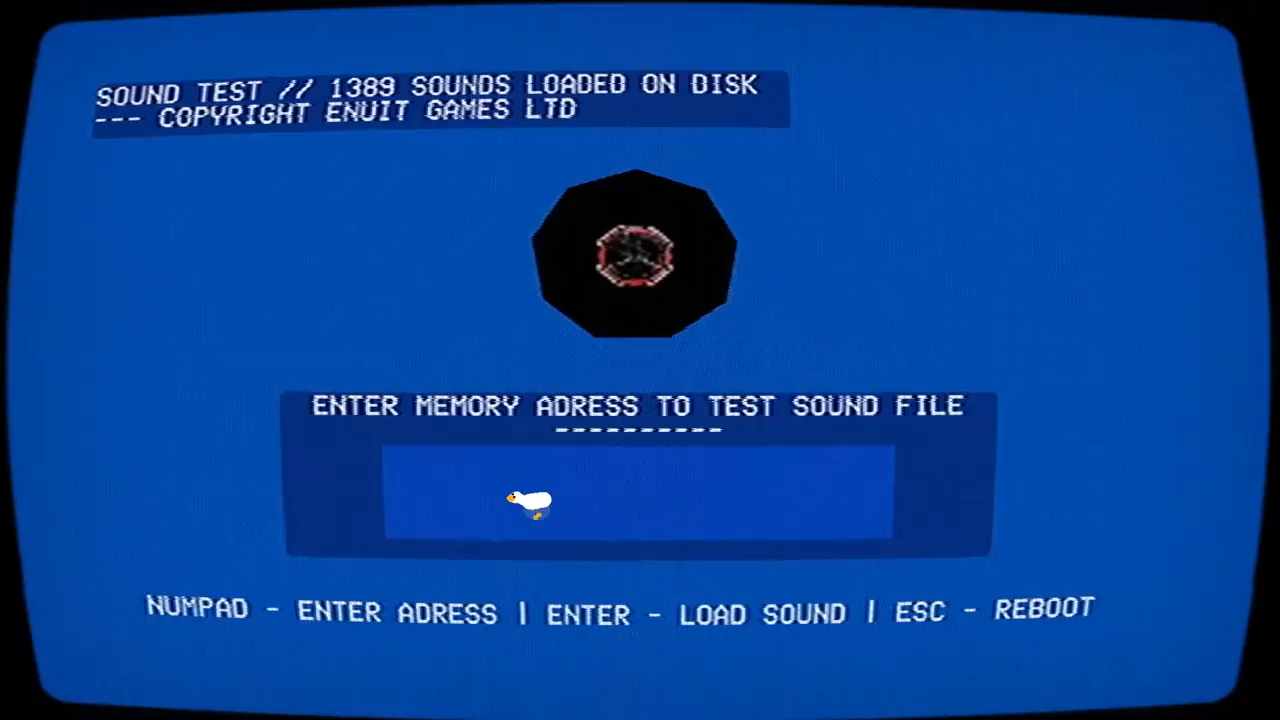 SOUND TEST // 1389 SOUNDS LOADED ON DISK
--- COPYRIGHT ENUIT GAMES LTD
ENTER MEMORY ADRESS TO TEST SOUND FILE
----------
NUMPAD - ENTER ADRESS | ENTER - LOAD SOUND | ESC - REBOOT